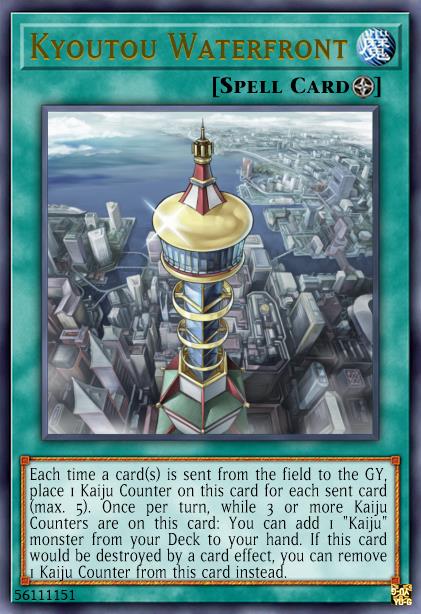 Kyoutou Waterfront
魔
[Spell Card]
Each time a card(s) is sent from the field to the GY,
place 1 Kaiju Counter on this card for each sent card
(max. 5). Once per turn, while 3 or more Kaiju
Counters are on this card: You can add 1 "Kaiju"
monster from your Deck to your hand. If this card
would be destroyed by a card effect, you can remove
1 Kaiju Counter from this card instead.
56111151